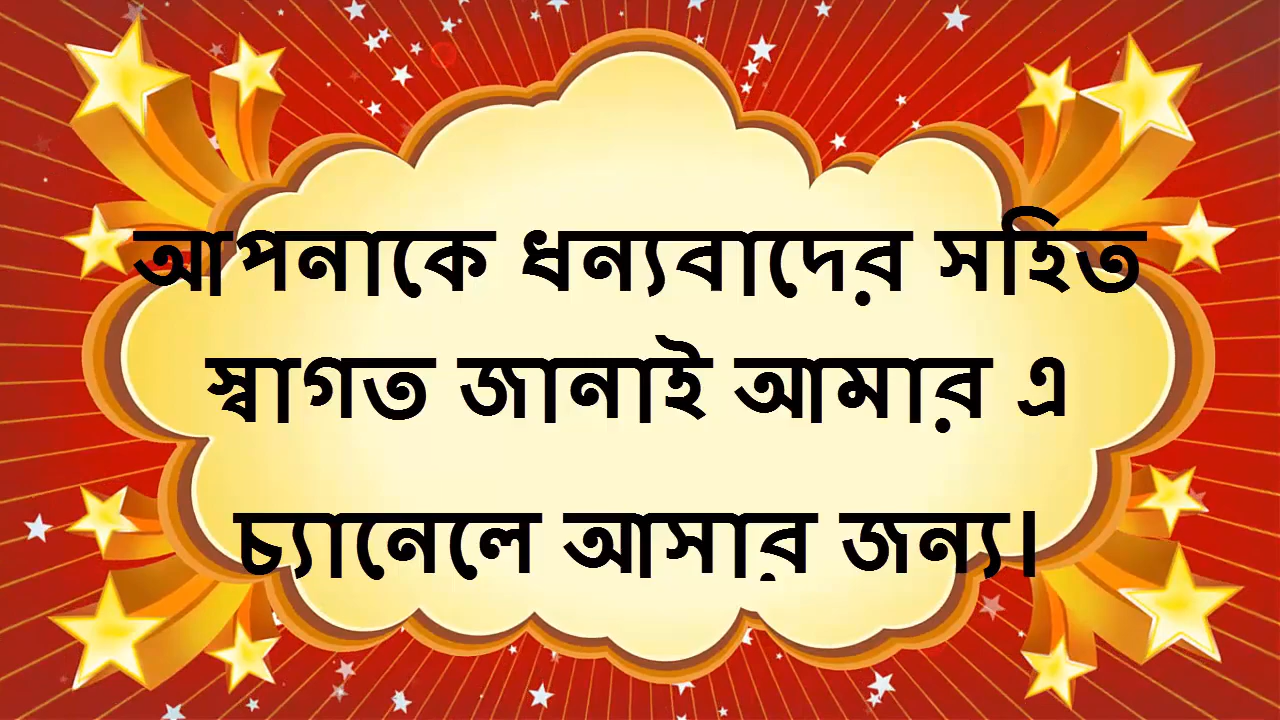 আপনাকে ধন্যবাদের সহিত
স্বাগত জানাই আমার এ
চ্যানেলে আসার জন্য।